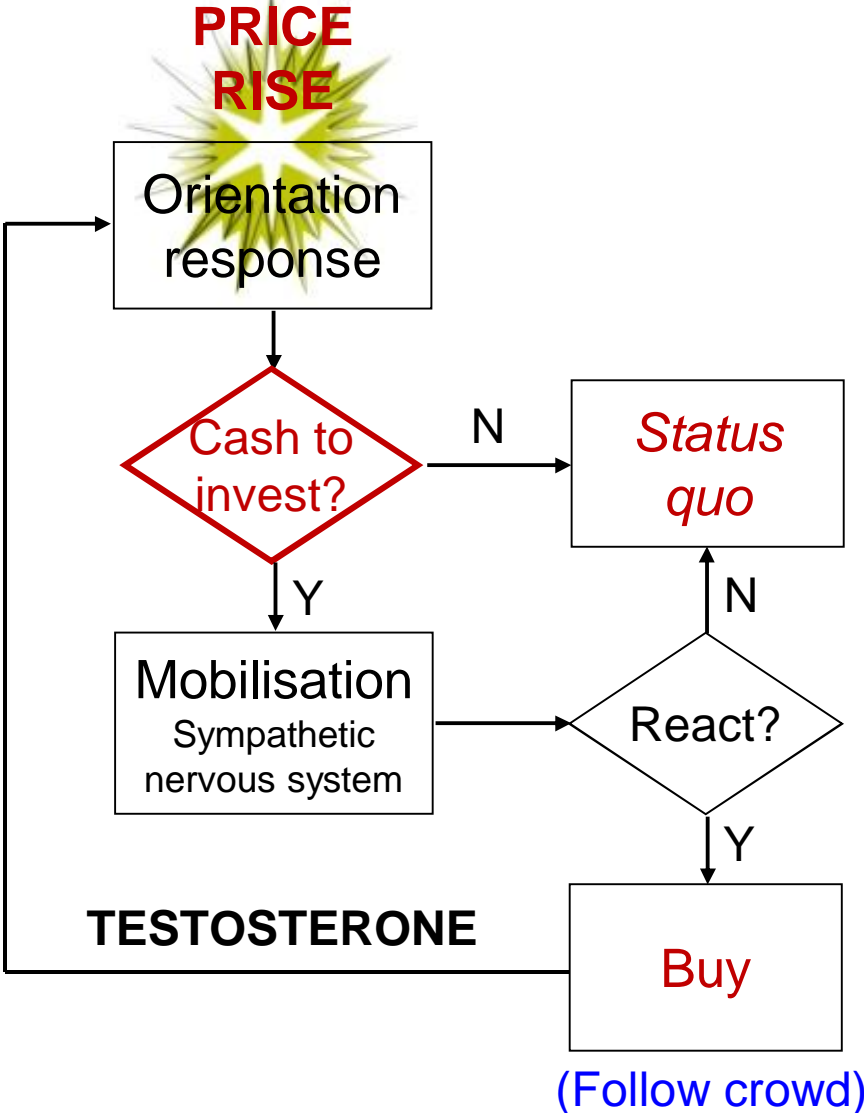 PRICE
RISE
Orientation
response
Cash to
invest?
N
Status
quo
Y
N
Mobilisation
Sympathetic
nervous system
React?
Y
TESTOSTERONE
Buy
(Follow crowd)